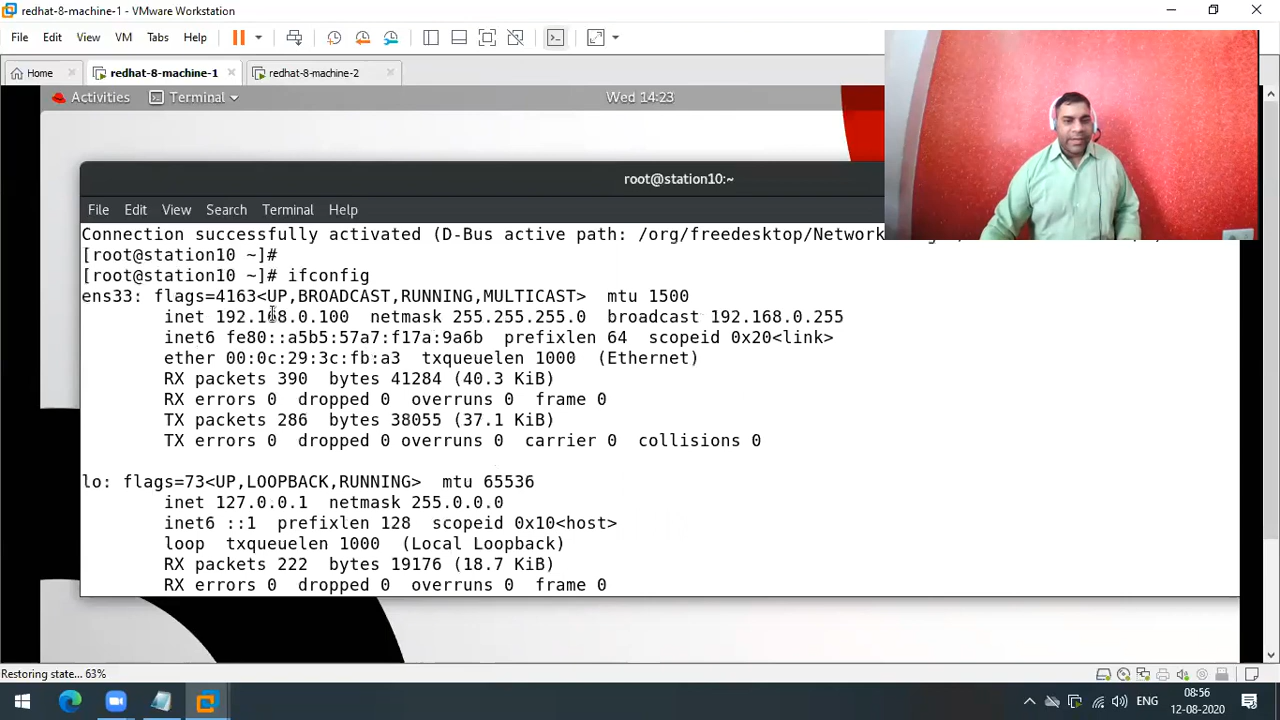 redhat-8-machine-1 - VMware Workstation
File Edit View VM Tabs Help
Home redhat-8-machine-1 redhat-8-machine-2
Activities Terminal Wed 14:23
root@station10:~
File Edit View Search Terminal Help
Connection successfully activated (D-Bus active path: /org/freedesktop/Network
[root@station10 ~]#
[root@station10 ~]# ifconfig
ens33: flags=4163<UP,BROADCAST,RUNNING,MULTICAST> mtu 1500
inet 192.168.0.100 netmask 255.255.255.0 broadcast 192.168.0.255
inet6 fe80::a5b5:57a7:f17a:9a6b prefixlen 64 scopeid 0x20<link>
ether 00:0c:29:3c:fb:a3 txqueuelen 1000 (Ethernet)
RX packets 390 bytes 41284 (40.3 KiB)
RX errors 0 dropped 0 overruns 0 frame 0
TX packets 286 bytes 38055 (37.1 KiB)
TX errors 0 dropped 0 overruns 0 carrier 0 collisions 0
lo: flags=73<UP,LOOPBACK,RUNNING> mtu 65536
inet 127.0.0.1 netmask 255.0.0.0
inet6 ::1 prefixlen 128 scopeid 0x10<host>
loop txqueuelen 1000 (Local Loopback)
RX packets 222 bytes 19176 (18.7 KiB)
RX errors 0 dropped 0 overruns 0 frame 0
Restoring state... 63%
ENG 08:56
12-08-2020